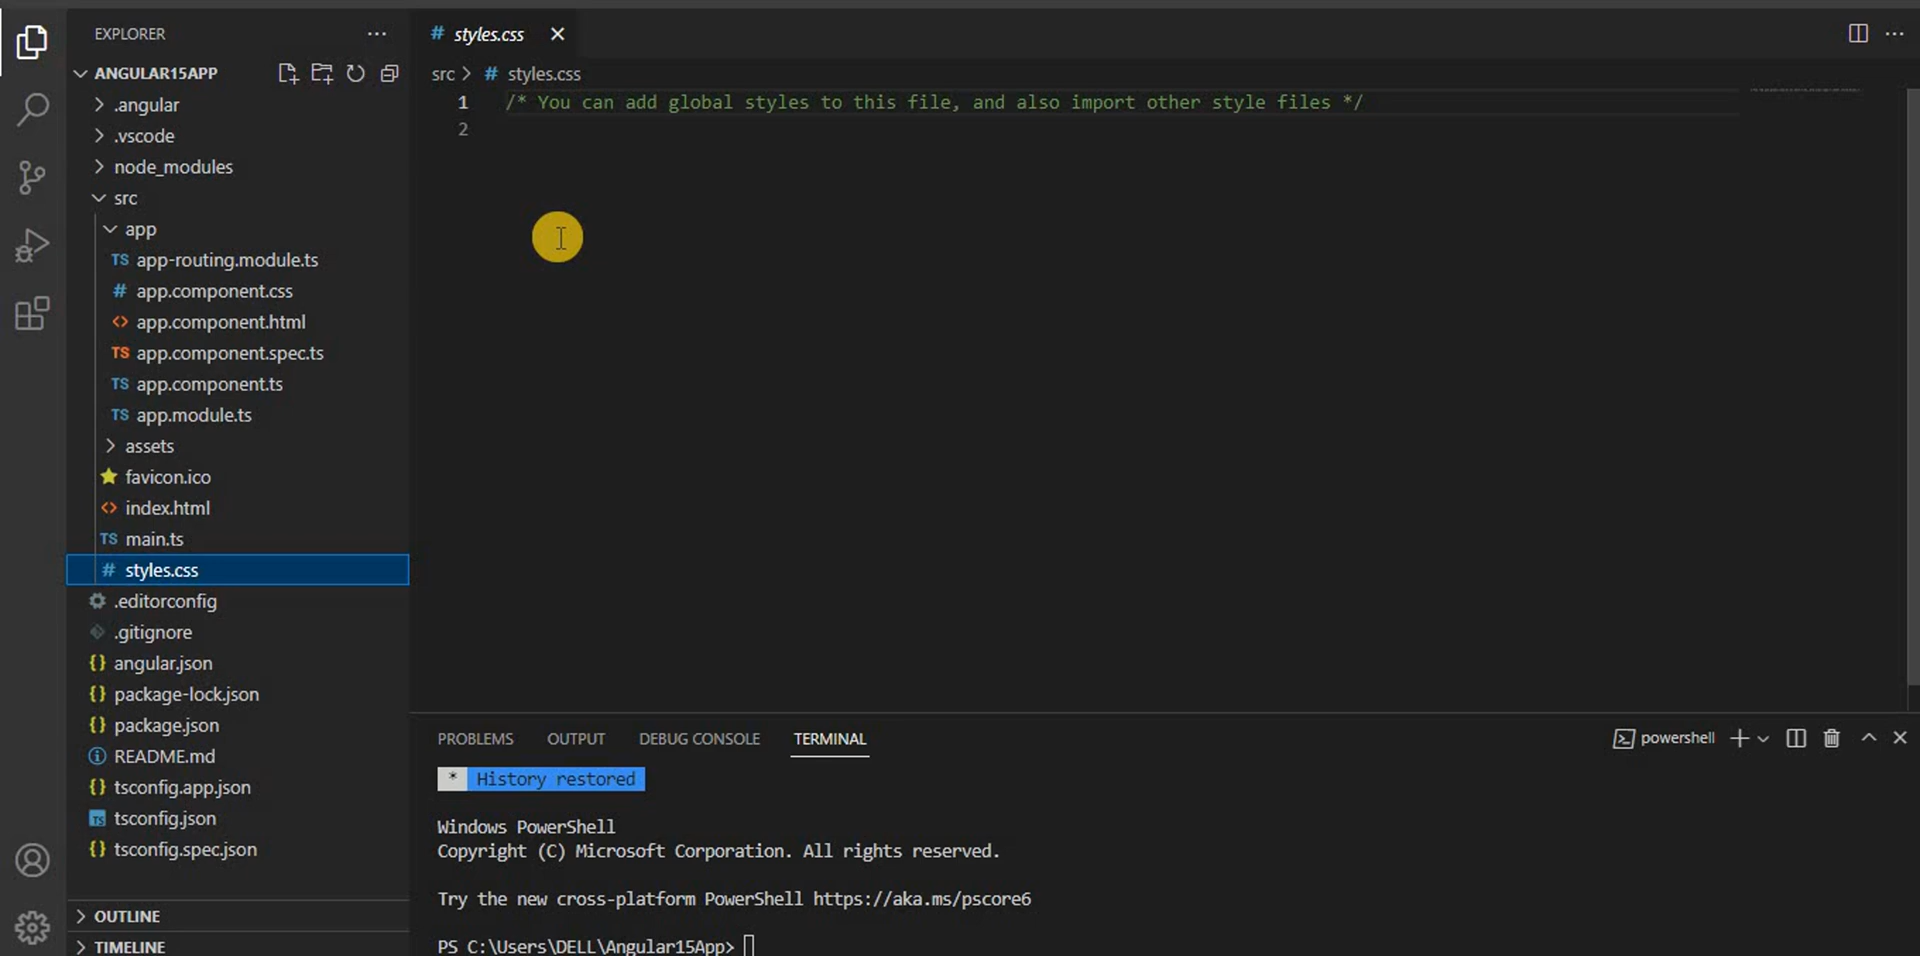 EXPLORER
ANGULAR15APP
.angular
.vscode
node_modules
src
app
TS app-routing.module.ts
# app.component.css
<> app.component.html
TS app.component.spec.ts
TS app.component.ts
TS app.module.ts
assets
favicon.ico
<> index.html
TS main.ts
# styles.css
.editorconfig
.gitignore
{} angular.json
{} package-lock.json
{} package.json
README.md
{} tsconfig.app.json
TS tsconfig.json
{} tsconfig.spec.json
OUTLINE
TIMELINE
# styles.css
src > # styles.css
1 /* You can add global styles to this file, and also import other style files */
2
PROBLEMS OUTPUT DEBUG CONSOLE TERMINAL
powershell
* History restored
Windows PowerShell
Copyright (C) Microsoft Corporation. All rights reserved.
Try the new cross-platform PowerShell https://aka.ms/pscore6
PS C:\Users\DELL\Angular15App>